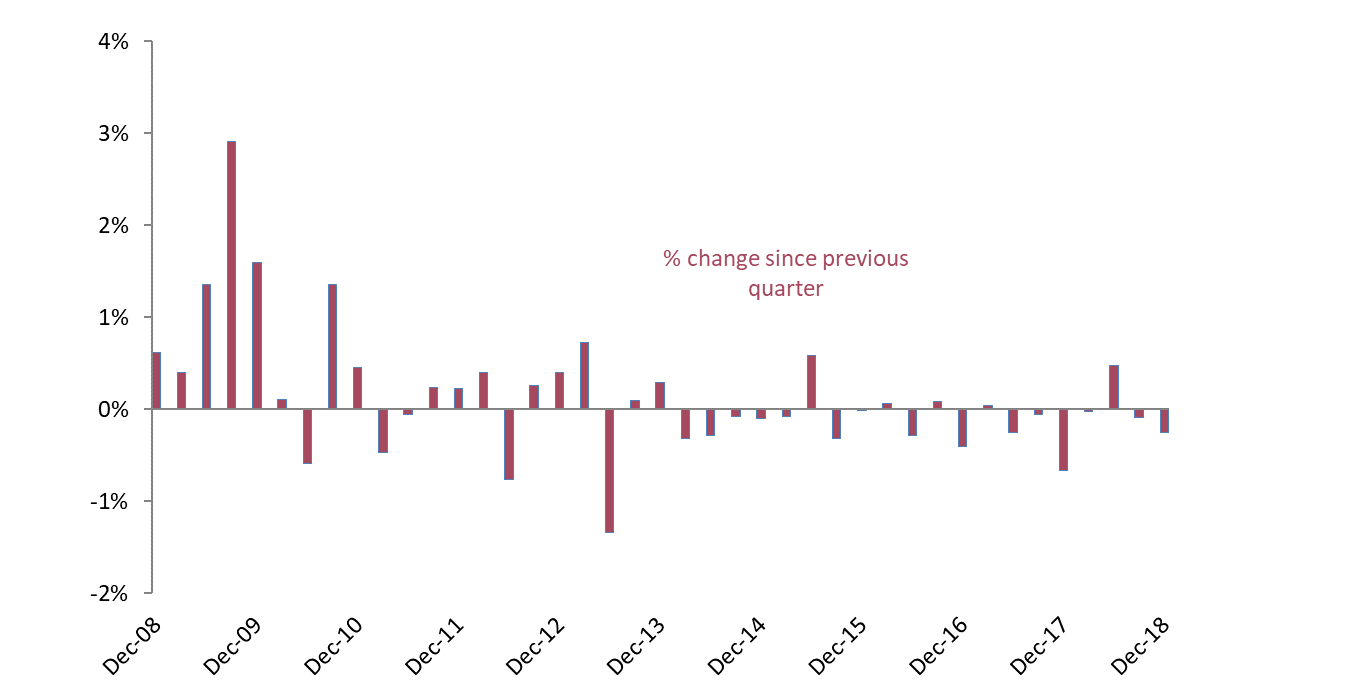 4%
3%
2%
% change since previous
quarter
1%
0%
-1%
-2%
Dec-08
Dec-09
Dec-10
Dec-11
Dec-12
Dec-13
Dec-14
Dec-15
Dec-16
Dec-17
Dec-18